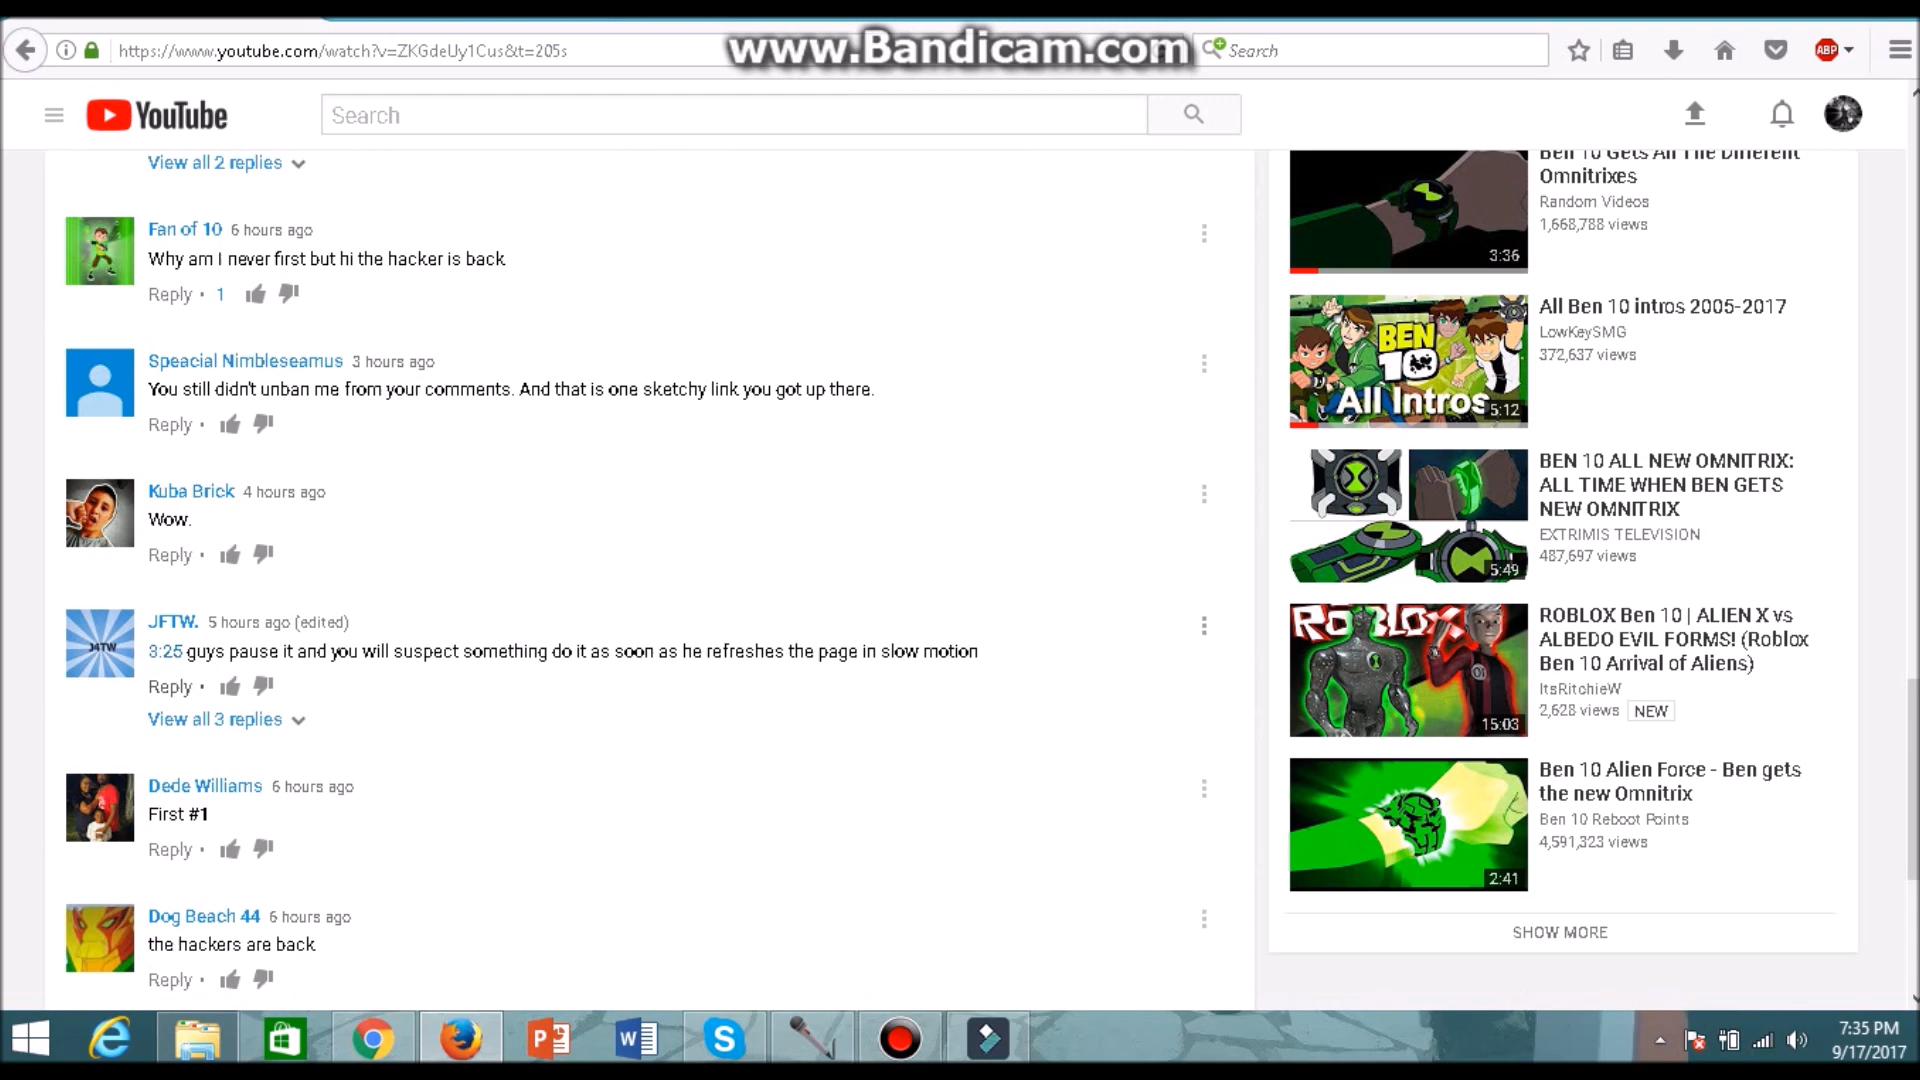 https://www.youtube.com/watch?v=ZKGdeUy1Cus&t=205s
www.Bandicam.com
Search
ABP
YouTube
Search
View all 2 replies
Fan of 10 6 hours ago
Why am I never first but hi the hacker is back
Reply • 1
Speacial Nimbleseamus 3 hours ago
You still didn't unban me from your comments. And that is one sketchy link you got up there.
Reply •
Kuba Brick 4 hours ago
Wow.
Reply •
J4TW
JFTW. 5 hours ago (edited)
3:25 guys pause it and you will suspect something do it as soon as he refreshes the page in slow motion
Reply •
View all 3 replies
Dede Williams 6 hours ago
First #1
Reply •
Dog Beach 44 6 hours ago
the hackers are back
Reply •
3:36
Ben 10 Gets All The Different
Omnitrixes
Random Videos
1,668,788 views
BEN
10
All Intros
5:12
All Ben 10 intros 2005-2017
LowKeySMG
372,637 views
5:49
BEN 10 ALL NEW OMNITRIX:
ALL TIME WHEN BEN GETS
NEW OMNITRIX
EXTRIMIS TELEVISION
487,697 views
ROBLOX
15:03
ROBLOX Ben 10 | ALIEN X vs
ALBEDO EVIL FORMS! (Roblox
Ben 10 Arrival of Aliens)
ItsRitchieW
2,628 views NEW
2:41
Ben 10 Alien Force - Ben gets
the new Omnitrix
Ben 10 Reboot Points
4,591,323 views
SHOW MORE
7:35 PM
9/17/2017